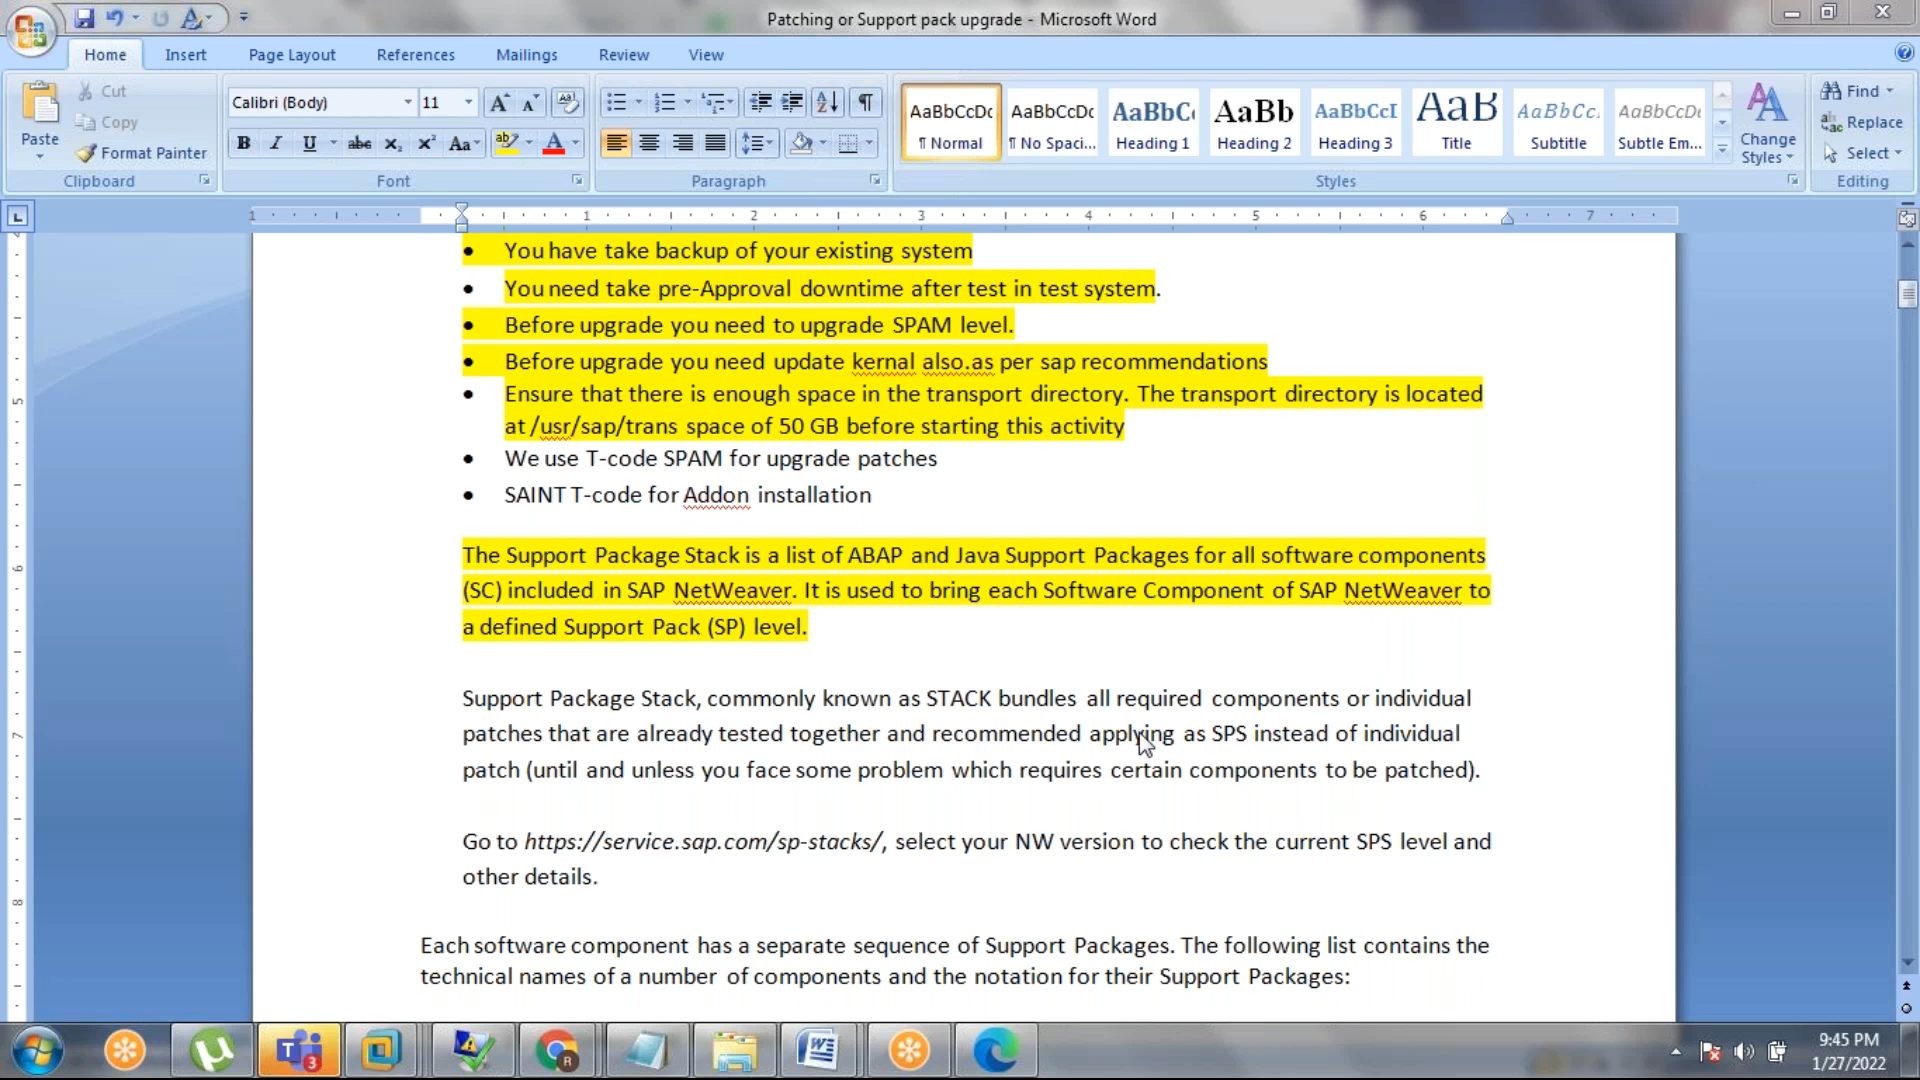 Patching or Support pack upgrade - Microsoft Word
Home Insert Page Layout References Mailings Review View
Paste
Cut
Copy
Format Painter
Clipboard
Calibri (Body) 11
B I U abc x₂ x² Aa ab A
Font
Paragraph
AaBbCcDc AaBbCcDc AaBbC AaBb AaBbCcI AaB AaBbCc. AaBbCcDc
¶ Normal ¶ No Spaci... Heading 1 Heading 2 Heading 3 Title Subtitle Subtle Em...
Change Styles
Styles
Find
Replace
Select
Editing
1 1 2 3 4 5 6 7
• You have take backup of your existing system
• You need take pre-Approval downtime after test in test system.
• Before upgrade you need to upgrade SPAM level.
• Before upgrade you need update kernal also.as per sap recommendations
• Ensure that there is enough space in the transport directory. The transport directory is located
at /usr/sap/trans space of 50 GB before starting this activity
• We use T-code SPAM for upgrade patches
• SAINT T-code for Addon installation
The Support Package Stack is a list of ABAP and Java Support Packages for all software components
(SC) included in SAP NetWeaver. It is used to bring each Software Component of SAP NetWeaver to
a defined Support Pack (SP) level.
Support Package Stack, commonly known as STACK bundles all required components or individual
patches that are already tested together and recommended applying as SPS instead of individual
patch (until and unless you face some problem which requires certain components to be patched).
Go to https://service.sap.com/sp-stacks/, select your NW version to check the current SPS level and
other details.
Each software component has a separate sequence of Support Packages. The following list contains the
technical names of a number of components and the notation for their Support Packages:
9:45 PM
1/27/2022